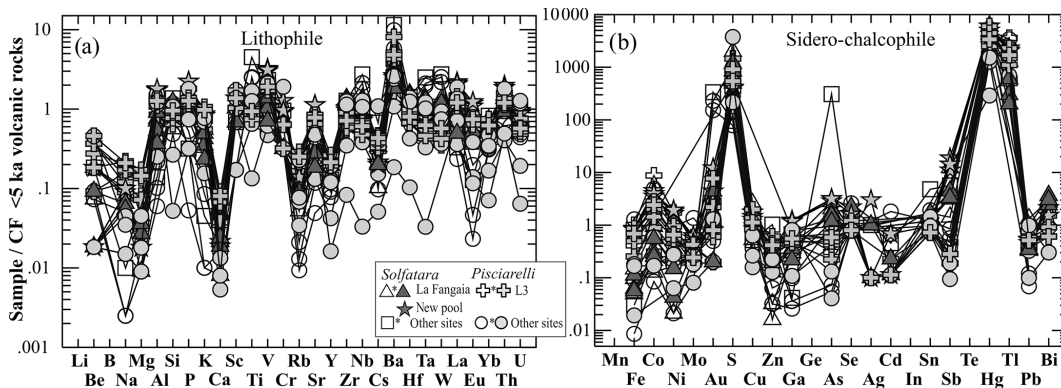 Sample / CF <5 ka volcanic rocks
10
1
.1
.01
.001
(a)
Lithophile
Solfatara
Pisciarelli
* La Fangaia
* L3
New pool
* Other sites
* Other sites
Li B Mg Si K Sc V Rb Y Nb Ba Ta La Yb U
Be Na Al P Ca Ti Cr Sr Zr Cs Hf W Eu Th
10000
1000
100
10
1
.1
.01
(b)
Sidero-chalcophile
Mn Co Mo S Zn Ge Se Cd Sn Te Tl Bi
Fe Ni Au Cu Ga As Ag In Sb Hg Pb